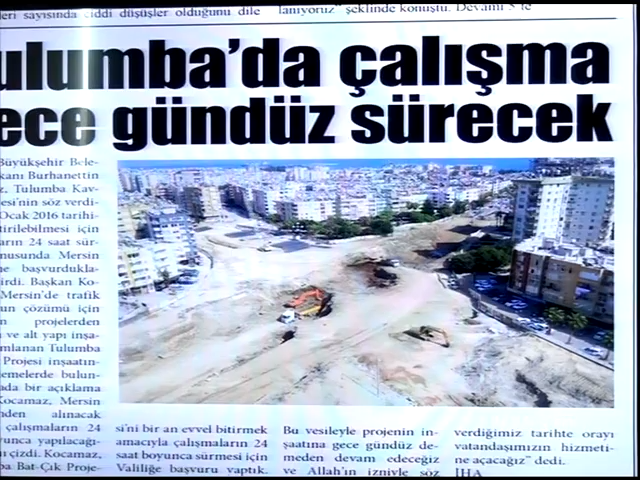 leri sayısında ciddi düşüşler olduğunu dile
lanıyoruz" şeklinde konuştu. Devamı 5'te
ulumba'da çalışma
ece gündüz sürecek
Büyükşehir Bele-
kanı Burhanettin
z, Tulumba Kav-
esi'nin söz verdi-
Ocak 2016 tarihi-
tirilebilmesi için
arın 24 saat sür-
nusunda Mersin
ne başvurdukla-
irdi. Başkan Ko-
Mersin'de trafik
un çözümü için
projelerden
ve alt yapı inşa-
mlanan Tulumba
Projesi inşaatın-
emelerde bulun-
ada bir açıklama
Kocamaz, Mersin
nden alınacak
çalışmaların 24
yunca yapılacağı-
ı çizdi. Kocamaz,
ba Bat-Çık Proje-
si'ni bir an evvel bitirmek
amacıyla çalışmaların 24
saat boyunca sürmesi için
Valiliğe başvuru yaptık.
Bu vesileyle projenin in-
şaatına gece gündüz de-
meden devam edeceğiz
ve Allah'ın izniyle söz
verdiğimiz tarihte orayı
vatandaşımızın hizmeti-
ne açacağız" dedi.
İHA